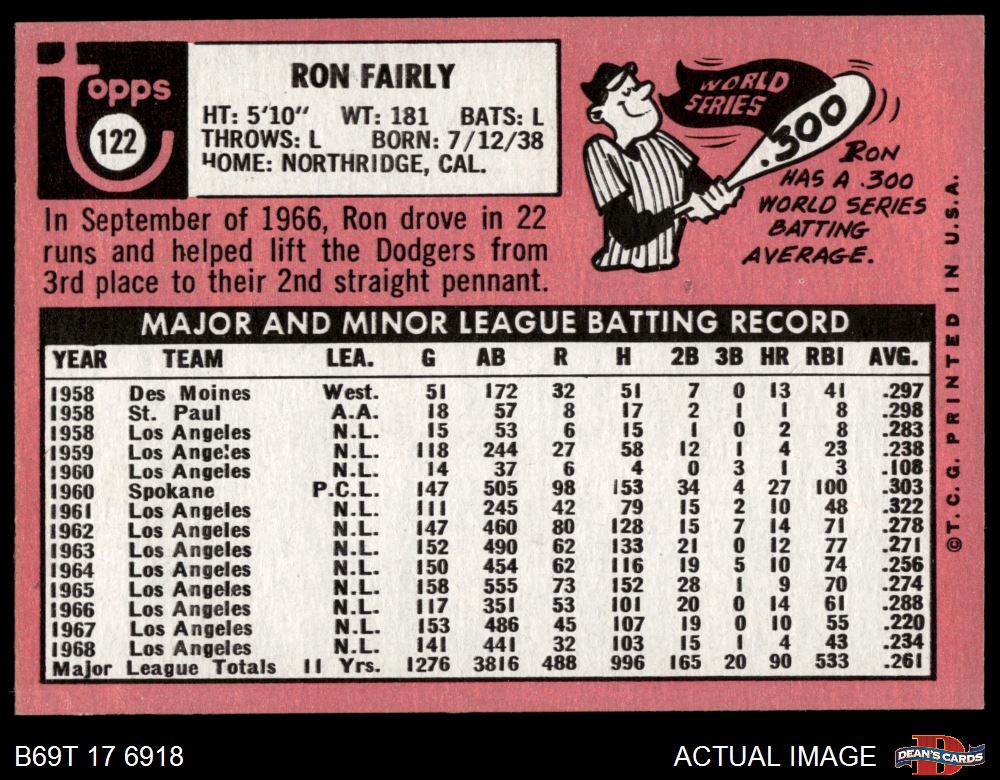 Topps
122
RON FAIRLY
HT: 5'10" WT: 181 BATS: L
THROWS: L BORN: 7/12/38
HOME: NORTHRIDGE, CAL.
In September of 1966, Ron drove in 22
runs and helped lift the Dodgers from
3rd place to their 2nd straight pennant.
WORLD
SERIES
.300
RON
HAS A .300
WORLD SERIES
BATTING
AVERAGE.
MAJOR AND MINOR LEAGUE BATTING RECORD
YEAR TEAM LEA. G AB R H 2B 3B HR RBI AVG.
1958 Des Moines West. 51 172 32 51 7 0 13 41 .297
1958 St. Paul A.A. 18 57 8 17 2 1 1 8 .298
1958 Los Angeles N.L. 15 53 6 15 1 0 2 8 .283
1959 Los Angeles N.L. 118 244 27 58 12 1 4 23 .238
1960 Los Angeles N.L. 14 37 6 4 0 3 1 3 .108
1960 Spokane P.C.L. 147 505 98 153 34 4 27 100 .303
1961 Los Angeles N.L. 111 245 42 79 15 2 10 48 .322
1962 Los Angeles N.L. 147 460 80 128 15 7 14 71 .278
1963 Los Angeles N.L. 152 490 62 133 21 0 12 77 .271
1964 Los Angeles N.L. 150 454 62 116 19 5 10 74 .256
1965 Los Angeles N.L. 158 555 73 152 28 1 9 70 .274
1966 Los Angeles N.L. 117 351 53 101 20 0 14 61 .288
1967 Los Angeles N.L. 153 486 45 107 19 0 10 55 .220
1968 Los Angeles N.L. 141 441 32 103 15 1 4 43 .234
Major League Totals 11 Yrs. 1276 3816 488 996 165 20 90 533 .261
©T.C.G. PRINTED IN U.S.A.
B69T 17 6918
ACTUAL IMAGE
D
DEAN'S CARDS